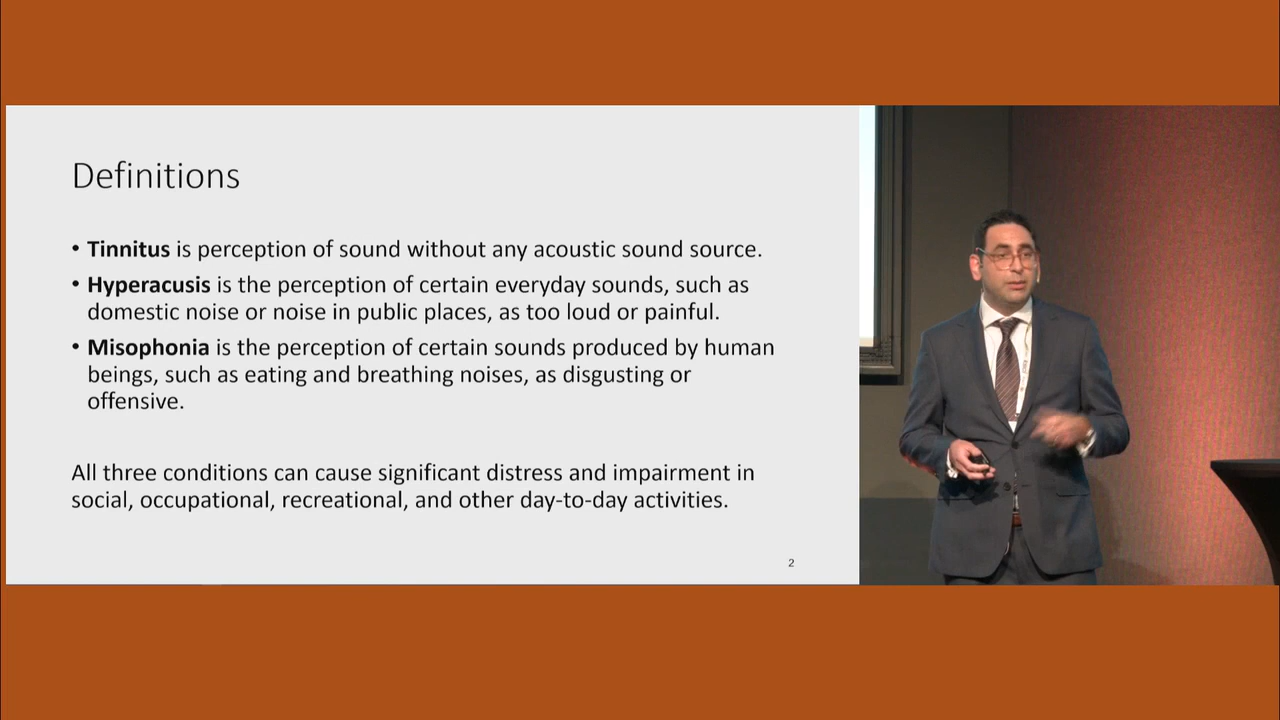 Definitions
• Tinnitus is perception of sound without any acoustic sound source.
• Hyperacusis is the perception of certain everyday sounds, such as
domestic noise or noise in public places, as too loud or painful.
• Misophonia is the perception of certain sounds produced by human
beings, such as eating and breathing noises, as disgusting or
offensive.
All three conditions can cause significant distress and impairment in
social, occupational, recreational, and other day-to-day activities.
2